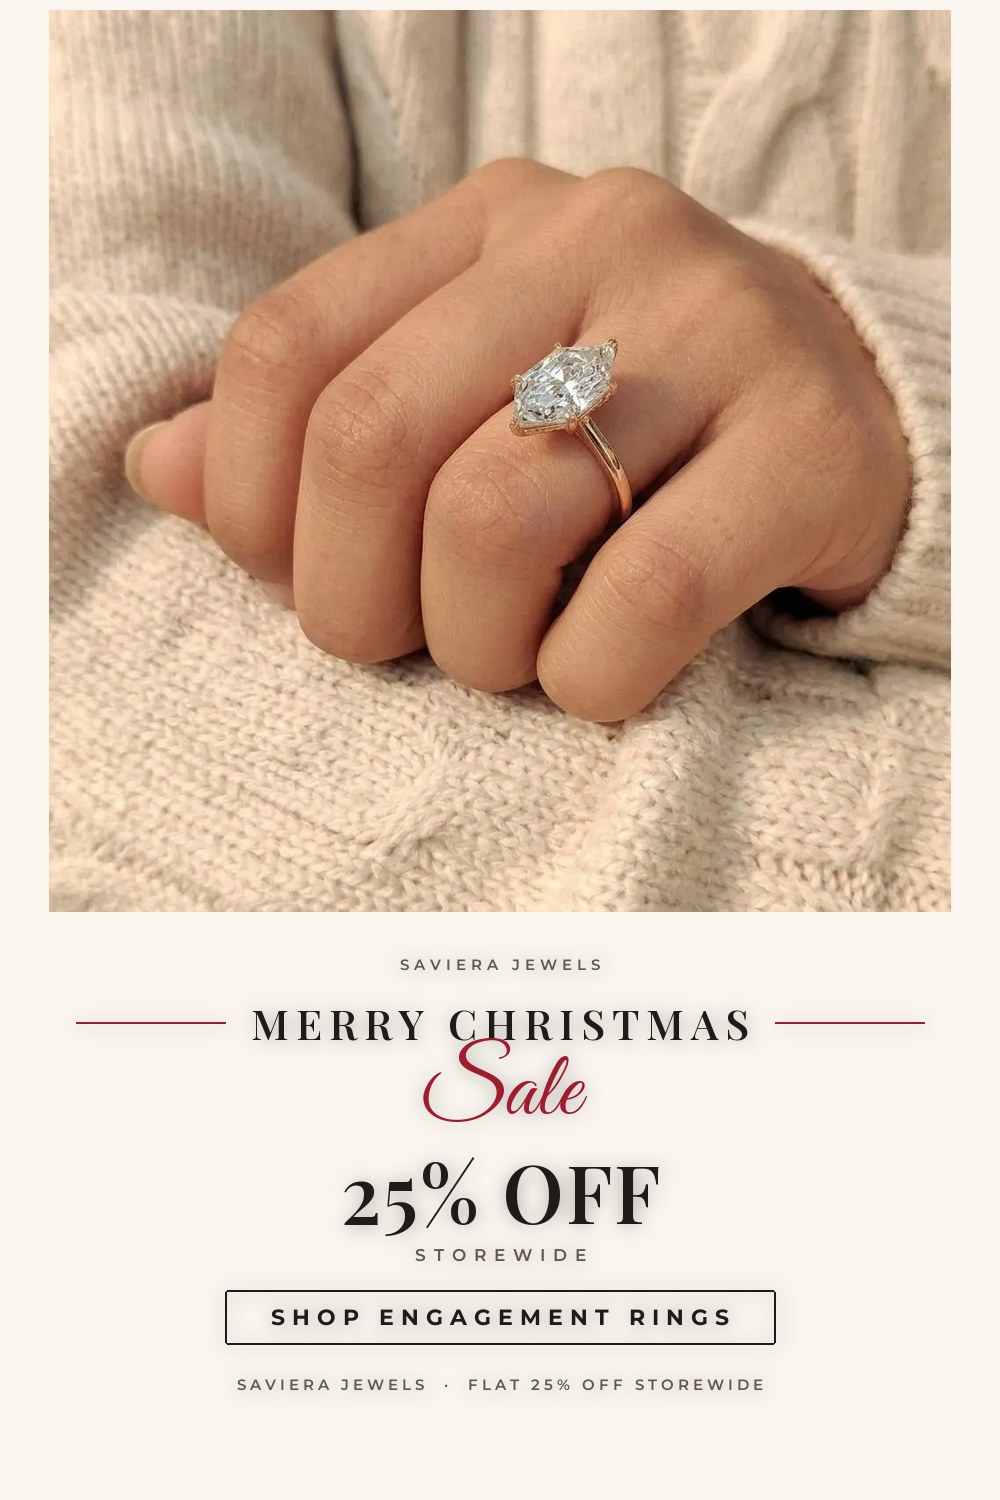 SAVIERA JEWELS
MERRY CHRISTMAS
Sale
25% OFF
STOREWIDE
SHOP ENGAGEMENT RINGS
SAVIERA JEWELS · FLAT 25% OFF STOREWIDE